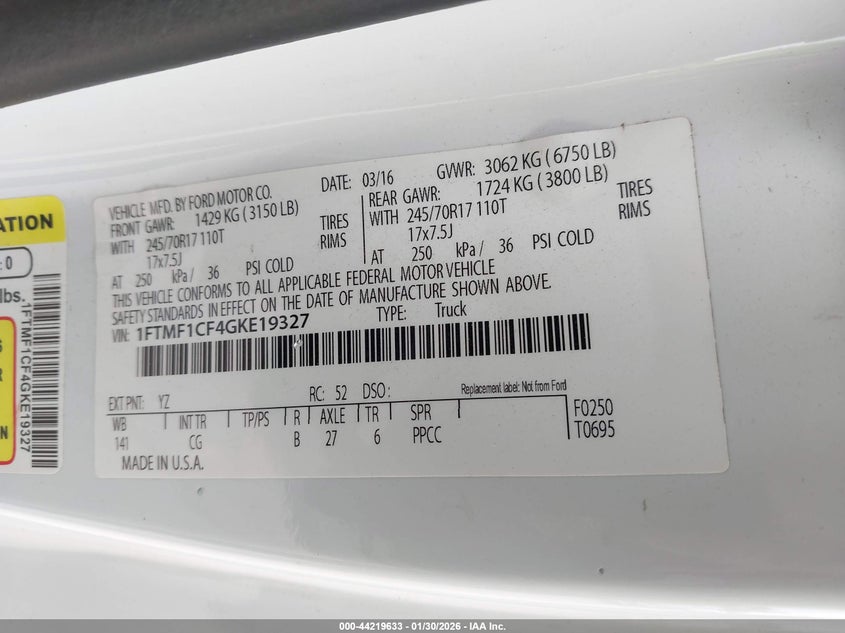 ATION
: 0
lbs.
S
R
N
1FTMF1CF4GKE19327
VEHICLE MFD. BY FORD MOTOR CO.
DATE: 03/16
GVWR: 3062 KG ( 6750 LB)
FRONT GAWR: 1429 KG ( 3150 LB)
WITH 245/70R17 110T TIRES
17x7.5J RIMS
AT 250 kPa / 36 PSI COLD
REAR GAWR: 1724 KG ( 3800 LB)
WITH 245/70R17 110T TIRES
17x7.5J RIMS
AT 250 kPa / 36 PSI COLD
THIS VEHICLE CONFORMS TO ALL APPLICABLE FEDERAL MOTOR VEHICLE
SAFETY STANDARDS IN EFFECT ON THE DATE OF MANUFACTURE SHOWN ABOVE.
VIN: 1FTMF1CF4GKE19327
TYPE: Truck
EXT PNT: YZ
RC: 52 DSO :
Replacement label: Not from Ford
WB INT TR TP/PS R AXLE TR SPR
141 CG B 27 6 PPCC
F0250
T0695
MADE IN U.S.A.
000-44219633 — 01/30/2026 — IAA Inc.